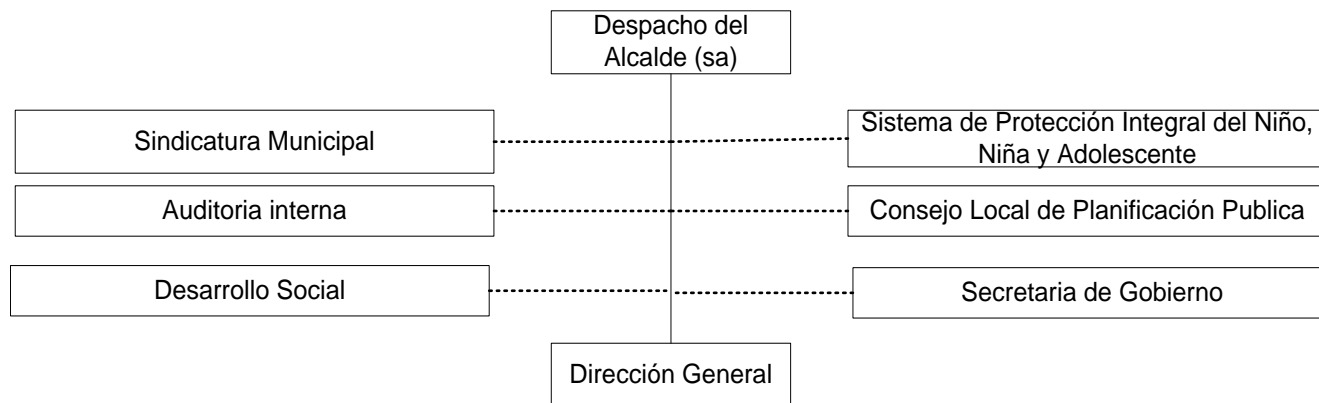 Despacho del
Alcalde (sa)
Sindicatura Municipal
Sistema de Protección Integral del Niño,
Niña y Adolescente
Auditoria interna
Consejo Local de Planificación Publica
Desarrollo Social
Secretaria de Gobierno
Dirección General